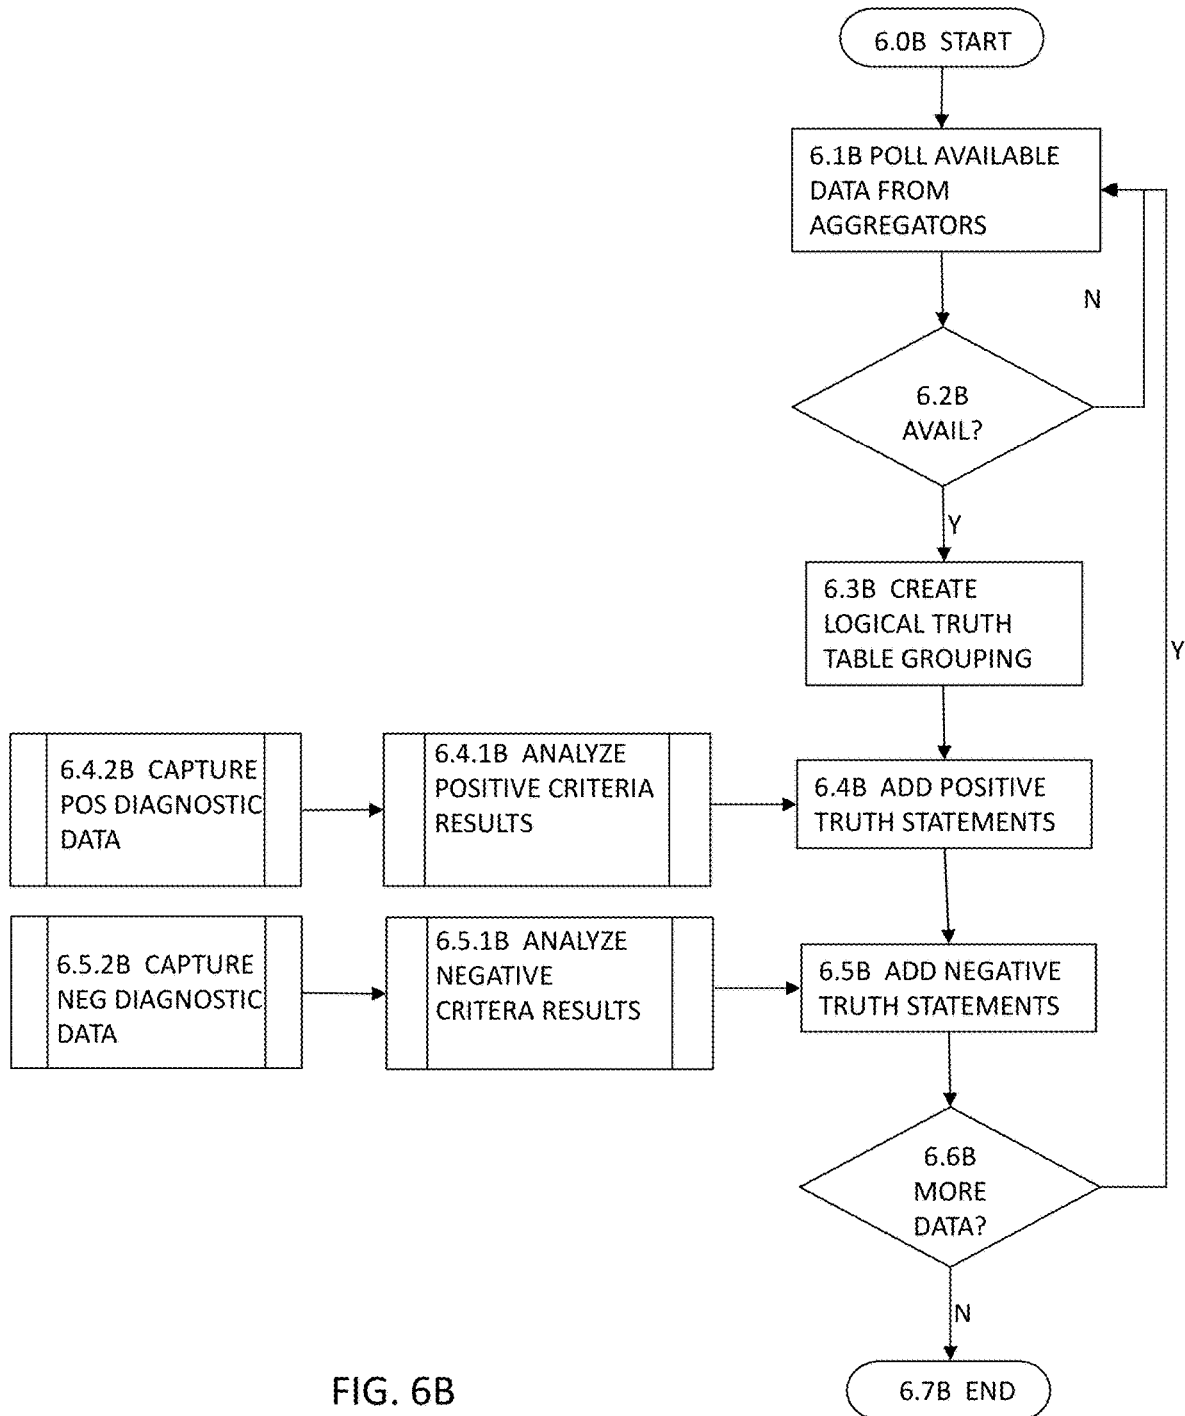 6.0B START
6.1B POLL AVAILABLE
DATA FROM
AGGREGATORS
N
6.2B
AVAIL?
Y
6.3B CREATE
LOGICAL TRUTH
TABLE GROUPING
Y
6.4.2B CAPTURE
POS DIAGNOSTIC
DATA
6.4.1B ANALYZE
POSITIVE CRITERIA
RESULTS
6.4B ADD POSITIVE
TRUTH STATEMENTS
6.5.2B CAPTURE
NEG DIAGNOSTIC
DATA
6.5.1B ANALYZE
NEGATIVE
CRITERA RESULTS
6.5B ADD NEGATIVE
TRUTH STATEMENTS
6.6B
MORE
DATA?
N
6.7B END
FIG. 6B